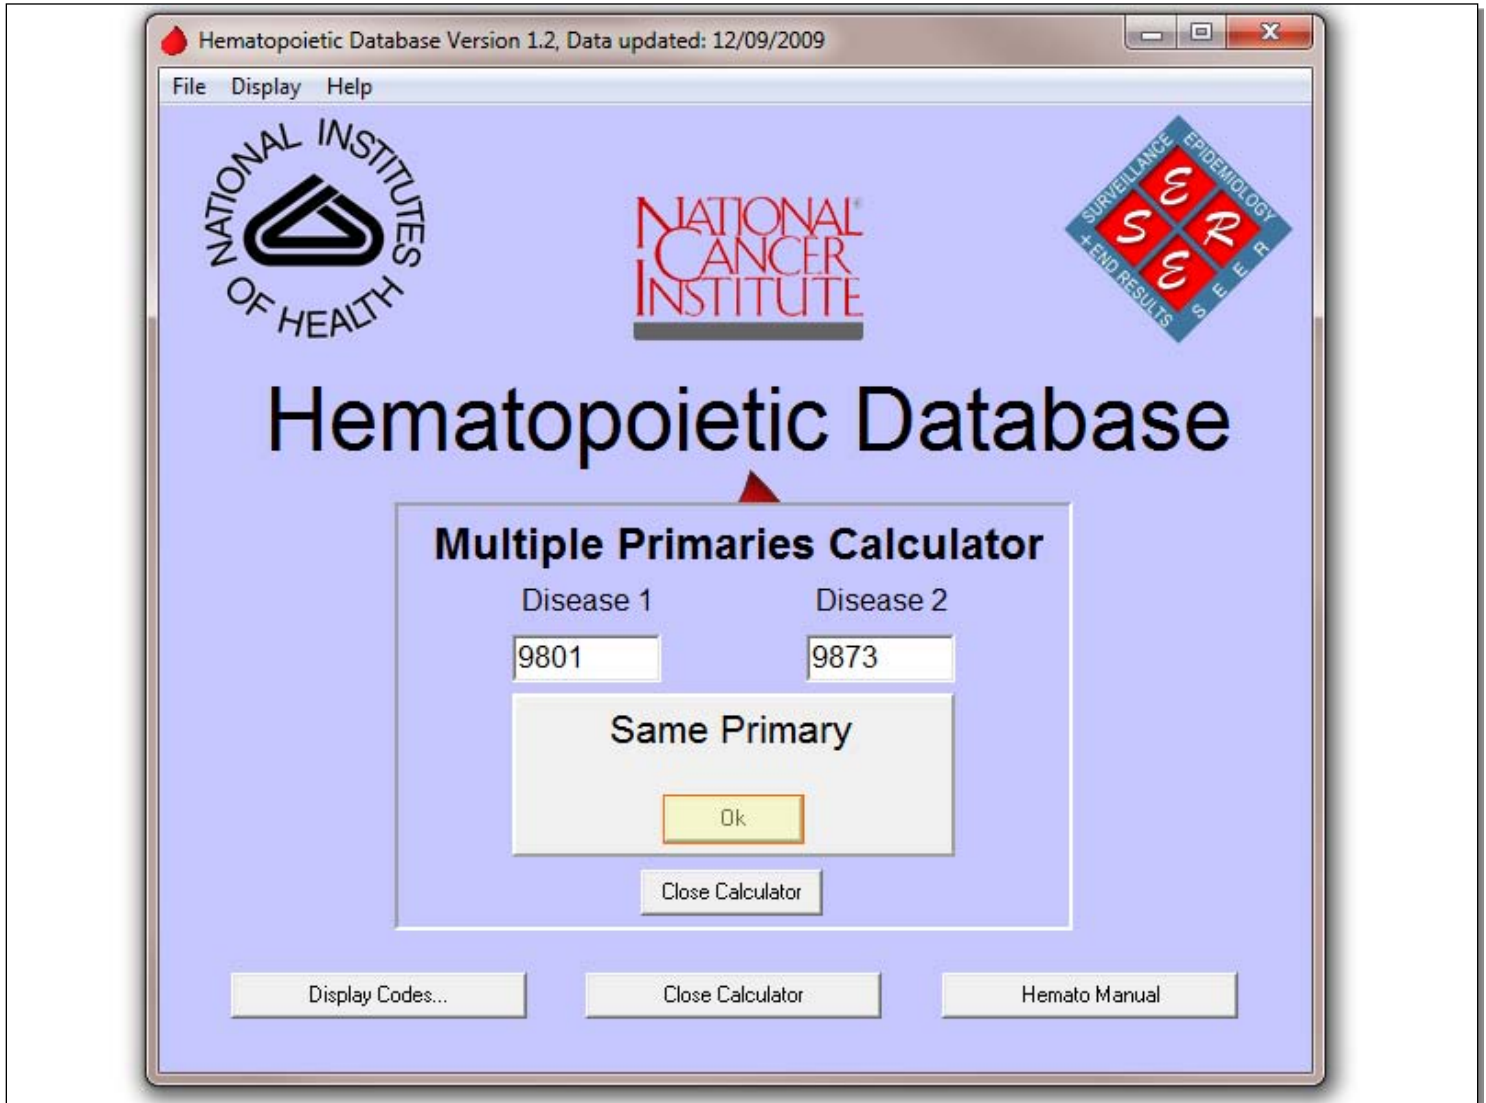 Hematopoietic Database Version 1.2, Data updated: 12/09/2009
File Display Help
NATIONAL INSTITUTES OF HEALTH
NATIONAL
CANCER
INSTITUTE
SURVEILLANCE EPIDEMIOLOGY + END RESULTS SEER
S E E R
Hematopoietic Database
Multiple Primaries Calculator
Disease 1 Disease 2
9801 9873
Same Primary
Ok
Close Calculator
Display Codes... Close Calculator Hemato Manual